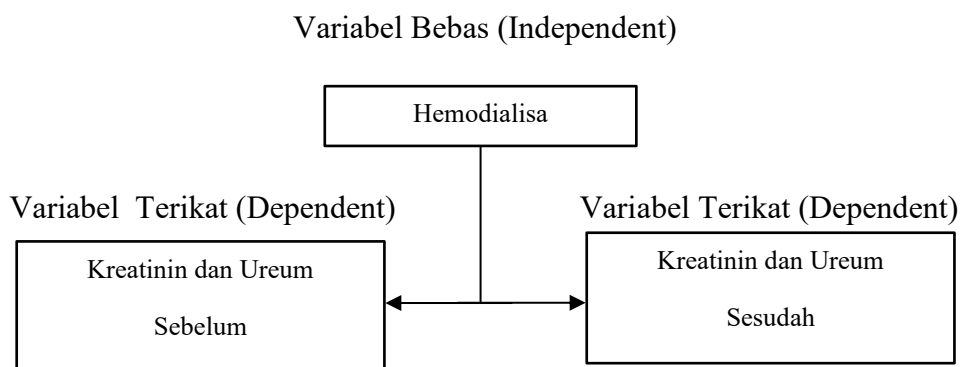 Variabel Bebas (Independent)
Hemodialisa
Variabel Terikat (Dependent)
Kreatinin dan Ureum
Sebelum
Variabel Terikat (Dependent)
Kreatinin dan Ureum
Sesudah